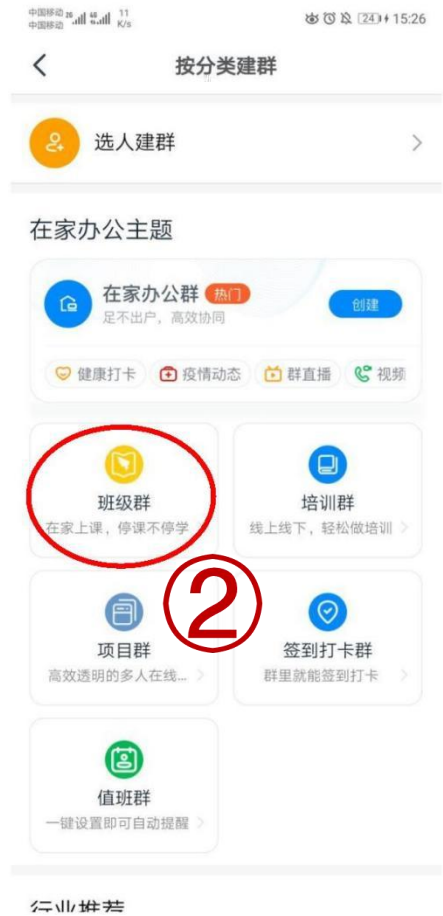 中国移动 2G 4G 11
中国移动 K/s 24 15:26
按分类建群
选人建群
在家办公主题
在家办公群 热门
足不出户，高效协同
创建
健康打卡 疫情动态 群直播 视频
班级群
在家上课，停课不停学
培训群
线上线下，轻松做培训
②
项目群
高效透明的多人在线...
签到打卡群
群里就能签到打卡
值班群
一键设置即可自动提醒
行业推荐